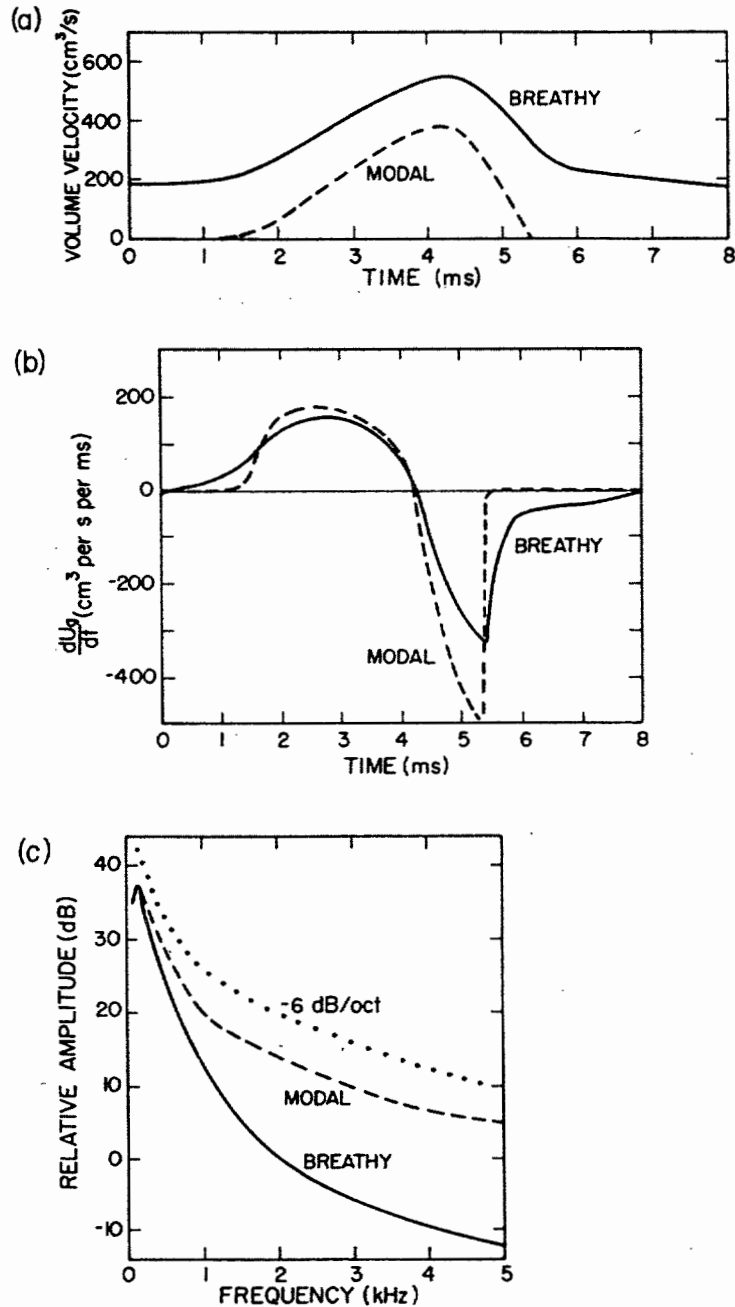 (a)
VOLUME VELOCITY (cm³/s)
600
400
200
0
BREATHY
MODAL
0 1 2 3 4 5 6 7 8
TIME (ms)
(b)
dUg/dt (cm³ per s per ms)
200
0
-200
-400
BREATHY
MODAL
0 1 2 3 4 5 6 7 8
TIME (ms)
(c)
RELATIVE AMPLITUDE (dB)
40
30
20
10
0
-10
-6 dB/oct
MODAL
BREATHY
0 1 2 3 4 5
FREQUENCY (kHz)